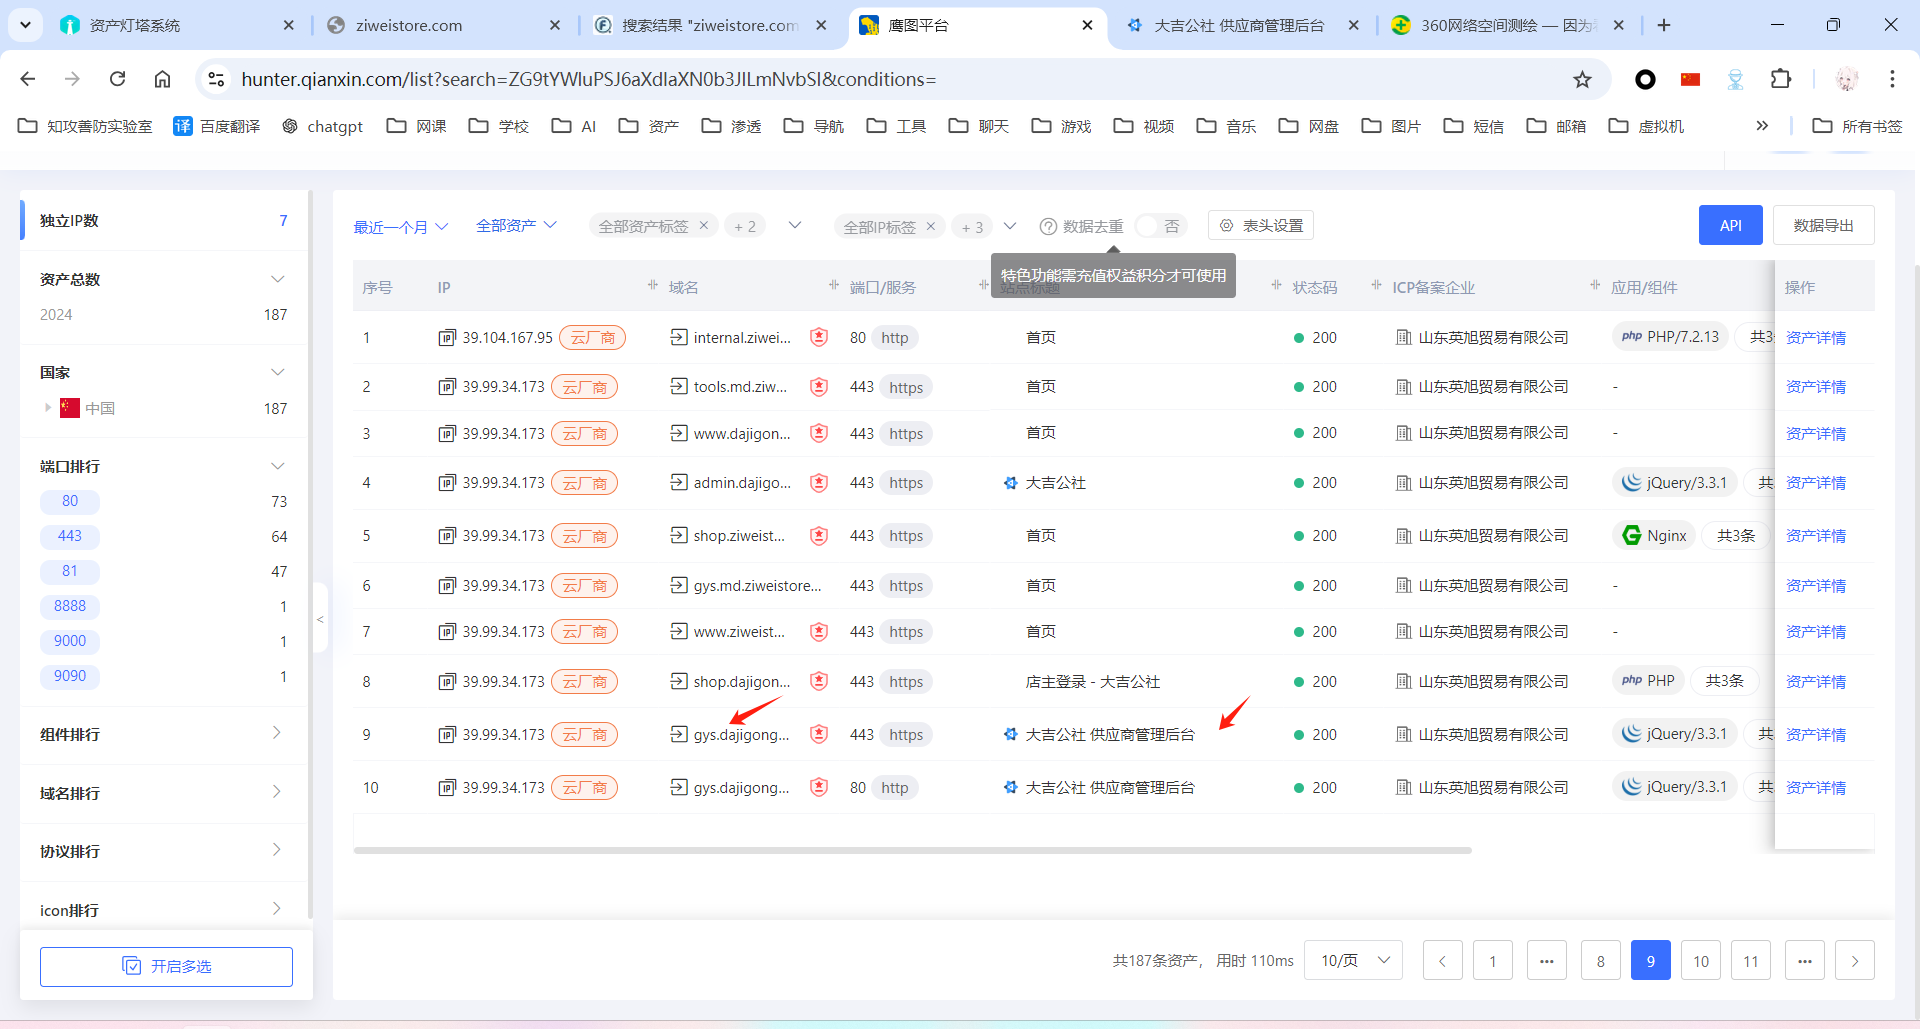 资产灯塔系统
ziweistore.com
搜索结果 "ziweistore.com
鹰图平台
大吉公社 供应商管理后台
360网络空间测绘 — 因为
hunter.qianxin.com/list?search=ZG9tYWluPSJ6aXdlaXN0b3JlLmNvbSI&conditions=
知攻善防实验室
译 百度翻译
chatgpt
网课
学校
AI
资产
渗透
导航
工具
聊天
游戏
视频
音乐
网盘
图片
短信
邮箱
虚拟机
»
所有书签
独立IP数 7
资产总数
2024 187
国家
中国 187
端口排行
80 73
443 64
81 47
8888 1
9000 1
9090 1
组件排行
域名排行
协议排行
icon排行
开启多选
<
最近一个月 全部资产 全部资产标签 × + 2 全部IP标签 × + 3 数据去重 否 表头设置 API 数据导出
特色功能需充值权益积分才可使用
序号 IP 域名 端口/服务 站点标题 状态码 ICP备案企业 应用/组件 操作
1 39.104.167.95 云厂商 internal.ziwei... 80 http 首页 200 山东英旭贸易有限公司 php PHP/7.2.13 共3 资产详情
2 39.99.34.173 云厂商 tools.md.ziw... 443 https 首页 200 山东英旭贸易有限公司 - 资产详情
3 39.99.34.173 云厂商 www.dajigon... 443 https 首页 200 山东英旭贸易有限公司 - 资产详情
4 39.99.34.173 云厂商 admin.dajigo... 443 https 大吉公社 200 山东英旭贸易有限公司 jQuery/3.3.1 共 资产详情
5 39.99.34.173 云厂商 shop.ziweist... 443 https 首页 200 山东英旭贸易有限公司 Nginx 共3条 资产详情
6 39.99.34.173 云厂商 gys.md.ziweistore... 443 https 首页 200 山东英旭贸易有限公司 - 资产详情
7 39.99.34.173 云厂商 www.ziweist... 443 https 首页 200 山东英旭贸易有限公司 - 资产详情
8 39.99.34.173 云厂商 shop.dajigon... 443 https 店主登录 - 大吉公社 200 山东英旭贸易有限公司 php PHP 共3条 资产详情
9 39.99.34.173 云厂商 gys.dajigong... 443 https 大吉公社 供应商管理后台 200 山东英旭贸易有限公司 jQuery/3.3.1 共 资产详情
10 39.99.34.173 云厂商 gys.dajigong... 80 http 大吉公社 供应商管理后台 200 山东英旭贸易有限公司 jQuery/3.3.1 共 资产详情
共187条资产， 用时 110ms 10/页 < 1 ••• 8 9 10 11 ••• >